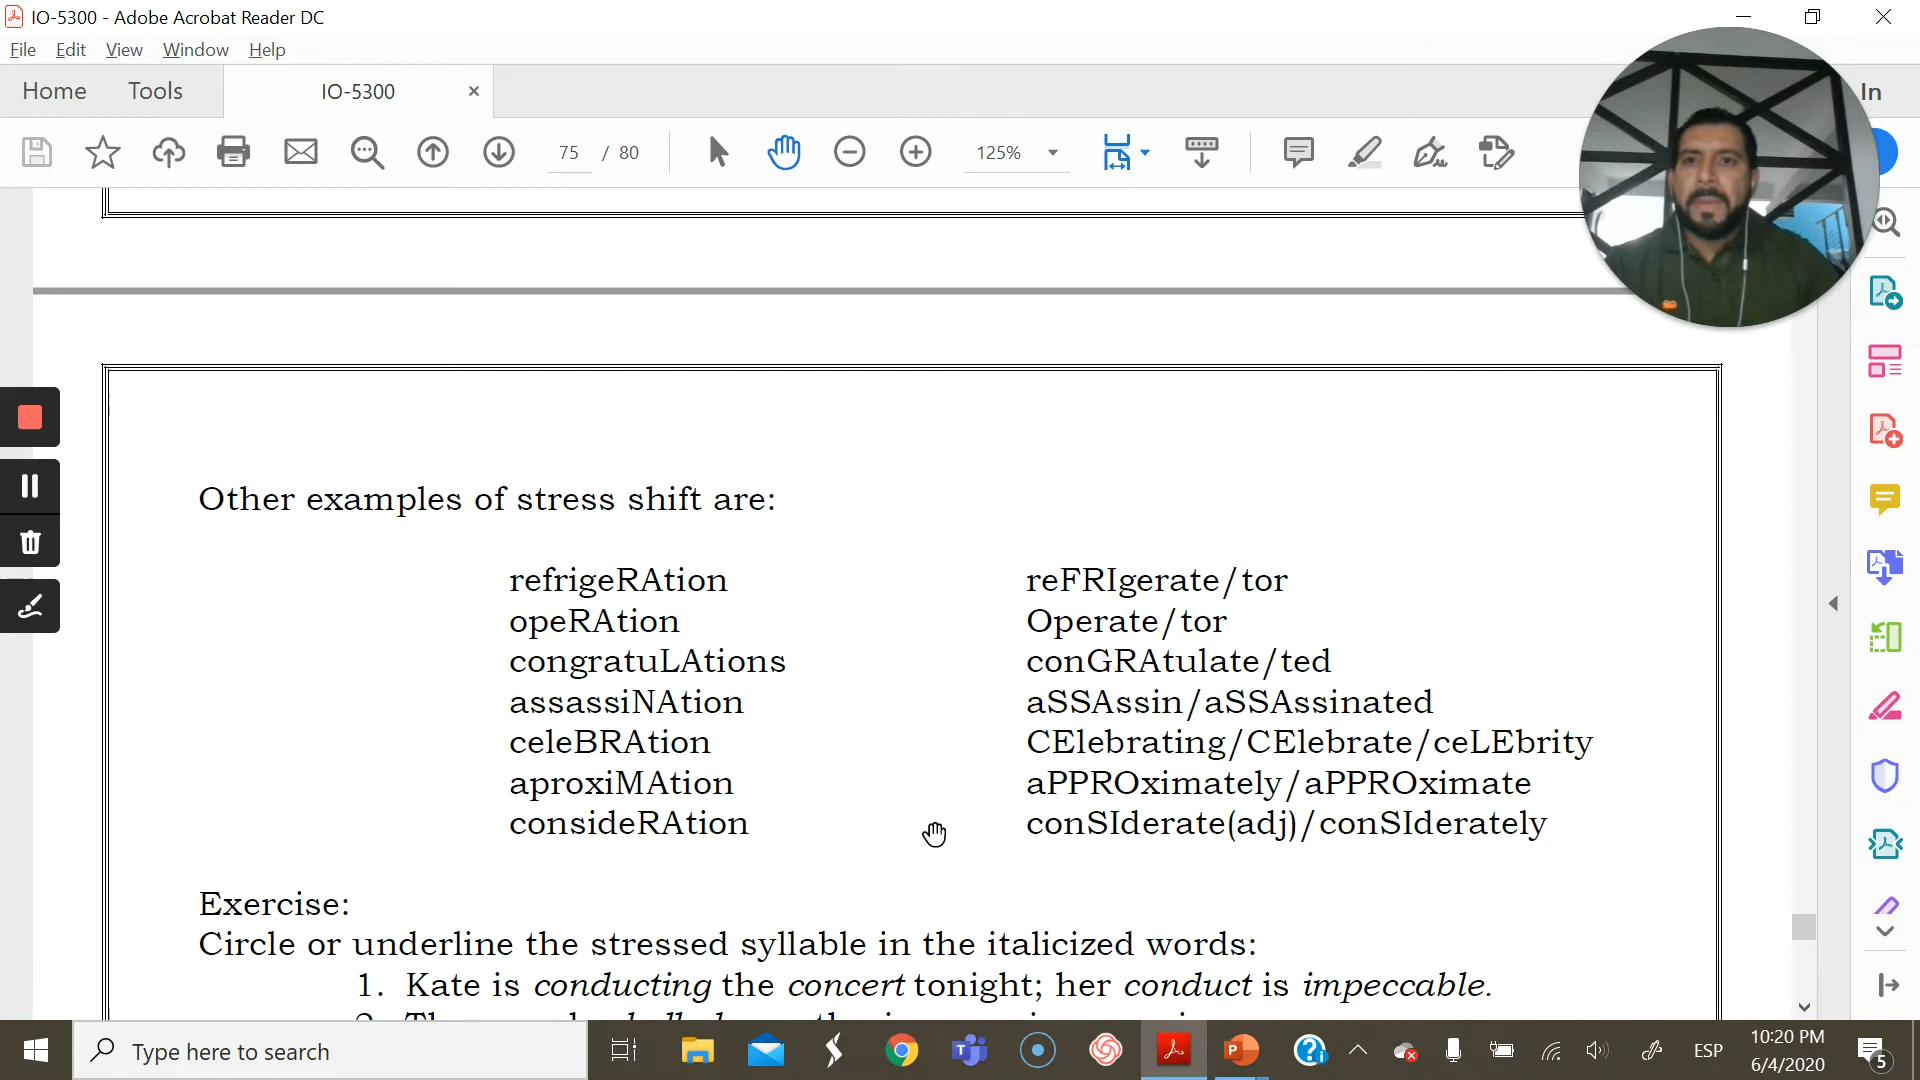 IO-5300 - Adobe Acrobat Reader DC
File Edit View Window Help
Home Tools IO-5300 In
75 / 80 125%
Other examples of stress shift are:
refrigeRAtion reFRIgerate/tor
opeRAtion Operate/tor
congratuLAtions conGRAtulate/ted
assassiNAtion aSSAssin/aSSAssinated
celeBRAtion CElebrating/CElebrate/ceLEbrity
aproxiMAtion aPPROximately/aPPROximate
consideRAtion conSIderate(adj)/conSIderately
Exercise:
Circle or underline the stressed syllable in the italicized words:
1. Kate is conducting the concert tonight; her conduct is impeccable.
Type here to search ESP 10:20 PM
6/4/2020 5